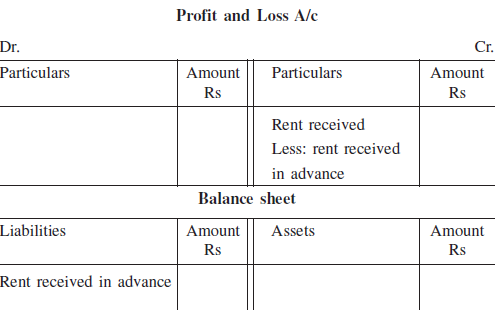 Profit and Loss A/c
Dr. Cr.
Particulars Amount Particulars Amount
Rs Rs
Rent received
Less: rent received
in advance
Balance sheet
Liabilities Amount Assets Amount
Rs Rs
Rent received in advance